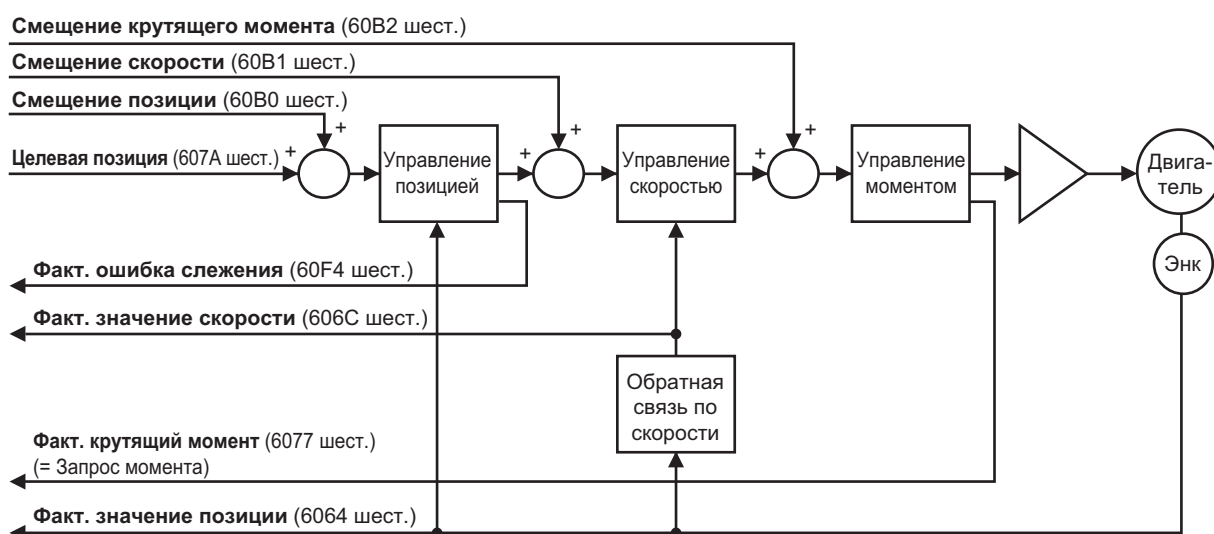 Смещение крутящего момента (60B2 шест.)
Смещение скорости (60B1 шест.)
Смещение позиции (60B0 шест.)
Целевая позиция (607A шест.)
+
+
Управление
позицией
+
+
Управление
скоростью
+
+
Управление
моментом
Двига-
тель
Энк
Факт. ошибка слежения (60F4 шест.)
Факт. значение скорости (606C шест.)
Обратная
связь по
скорости
Факт. крутящий момент (6077 шест.)
(= Запрос момента)
Факт. значение позиции (6064 шест.)